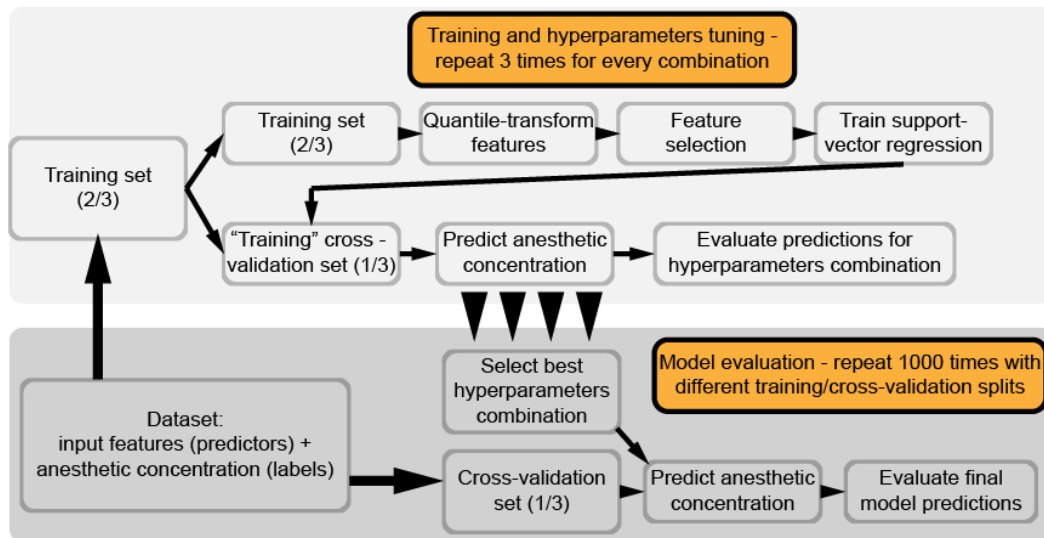 Training and hyperparameters tuning -
repeat 3 times for every combination
Training set
(2/3)
Training set
(2/3)
Quantile-transform
features
Feature
selection
Train support-
vector regression
“Training” cross -
validation set (1/3)
Predict anesthetic
concentration
Evaluate predictions for
hyperparameters combination
Select best
hyperparameters
combination
Model evaluation - repeat 1000 times with
different training/cross-validation splits
Dataset:
input features (predictors) +
anesthetic concentration (labels)
Cross-validation
set (1/3)
Predict anesthetic
concentration
Evaluate final
model predictions